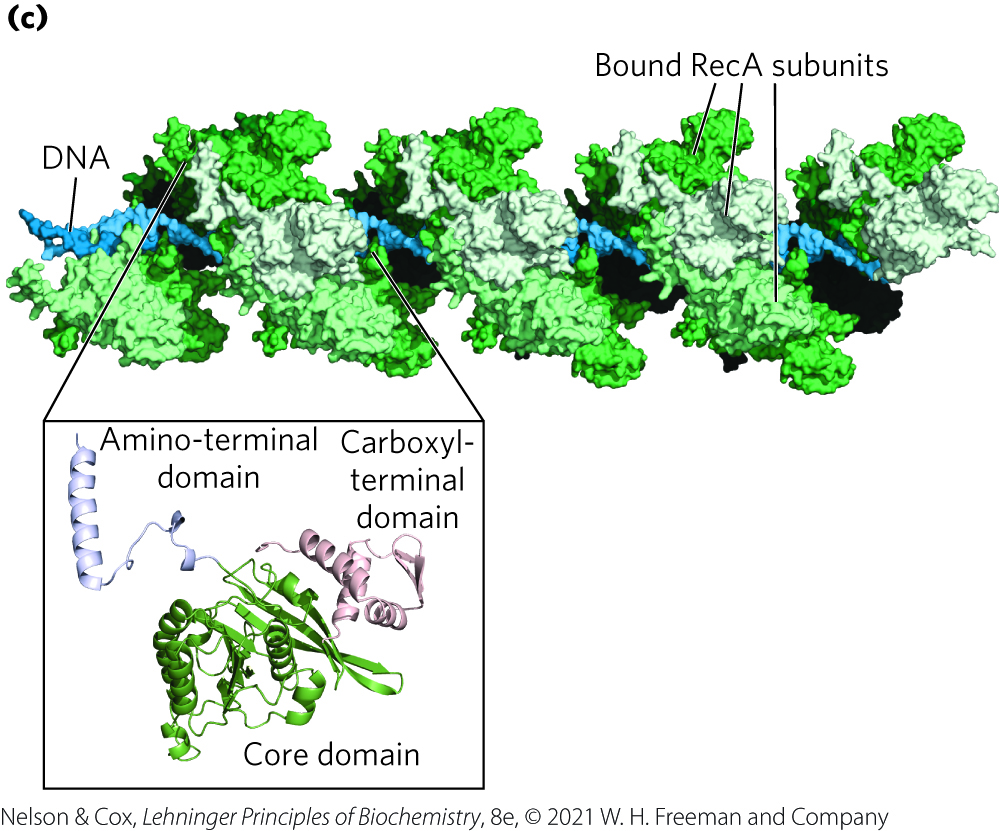 (c)
Bound RecA subunits
DNA
Amino-terminal
domain
Carboxyl-
terminal
domain
Core domain
Nelson & Cox, Lehninger Principles of Biochemistry, 8e, © 2021 W. H. Freeman and Company